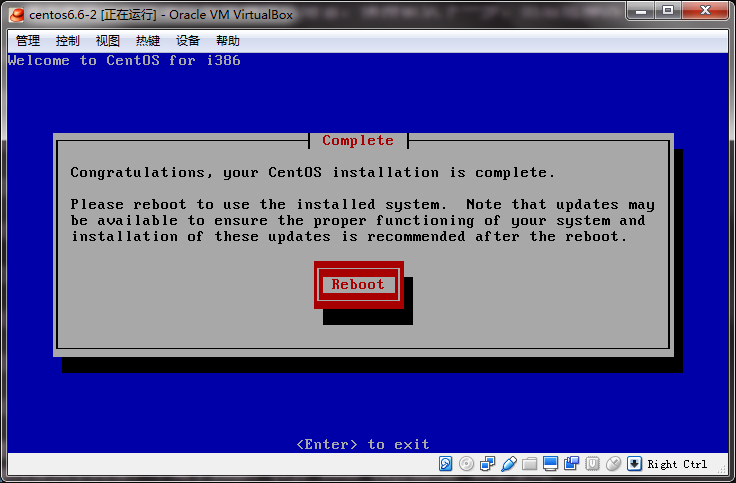 centos6.6-2 [正在运行] - Oracle VM VirtualBox
管理 控制 视图 热键 设备 帮助
Welcome to CentOS for i386
Complete
Congratulations, your CentOS installation is complete.
Please reboot to use the installed system.  Note that updates may
be available to ensure the proper functioning of your system and
installation of these updates is recommended after the reboot.
Reboot
<Enter> to exit
Right Ctrl